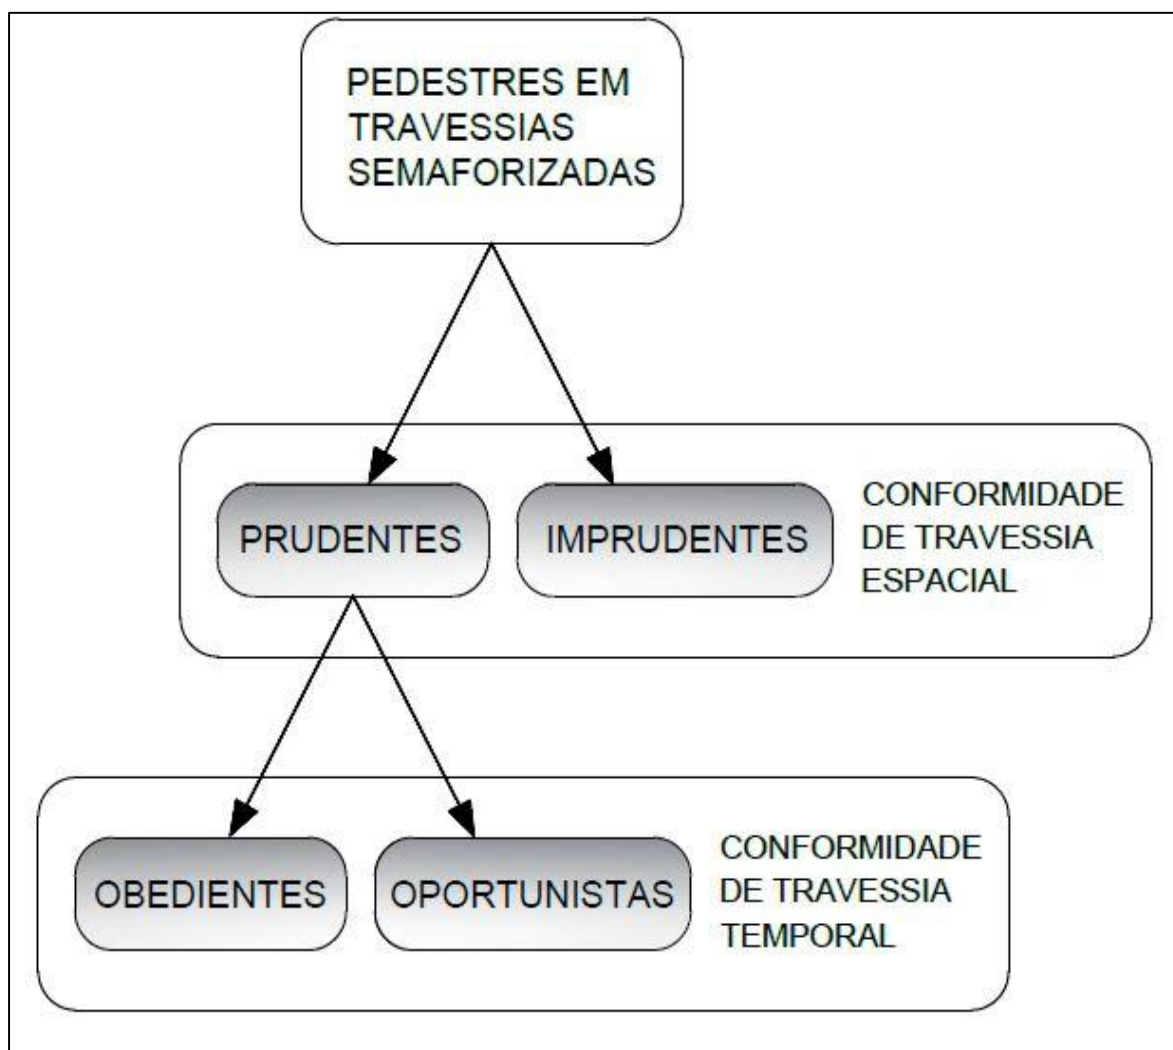 PEDESTRES EM
TRAVESSIAS
SEMAFORIZADAS
PRUDENTES
IMPRUDENTES
CONFORMIDADE
DE TRAVESSIA
ESPACIAL
OBEDIENTES
OPORTUNISTAS
CONFORMIDADE
DE TRAVESSIA
TEMPORAL